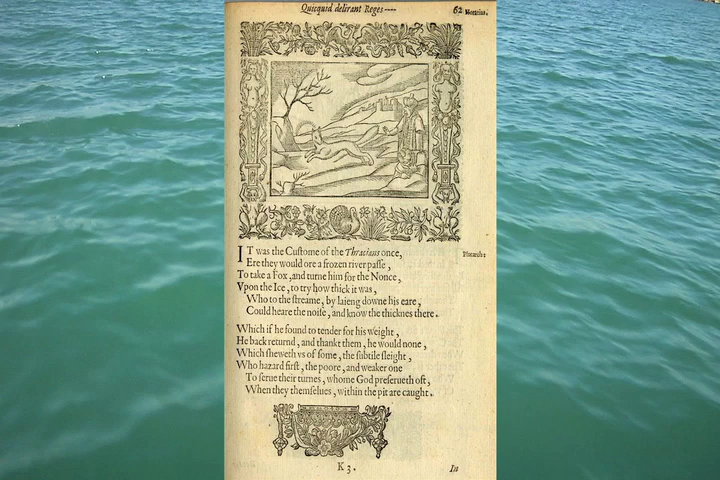 Quicquid delirant Reges----
62
IT was the Cuſtome of the Thracians once,
Ere they would ore a frozen river paſſe,
To take a Fox, and turne him for the Nonce,
Vpon the Ice, to try how thick it was,
Who to the ſtreame, by laieng downe his eare,
Could heare the noiſe, and know the thicknes there.
Plutarch:
Which if he found to tender for his weight,
He back returnd, and thankt them, he would none,
Which ſheweth vs of ſome, the ſubtile ſleight,
Who hazard firſt, the poore, and weaker one
To ſerue their turnes, whome God preſerueth oft,
When they themſelues, within the pit are caught.
K 3.
In